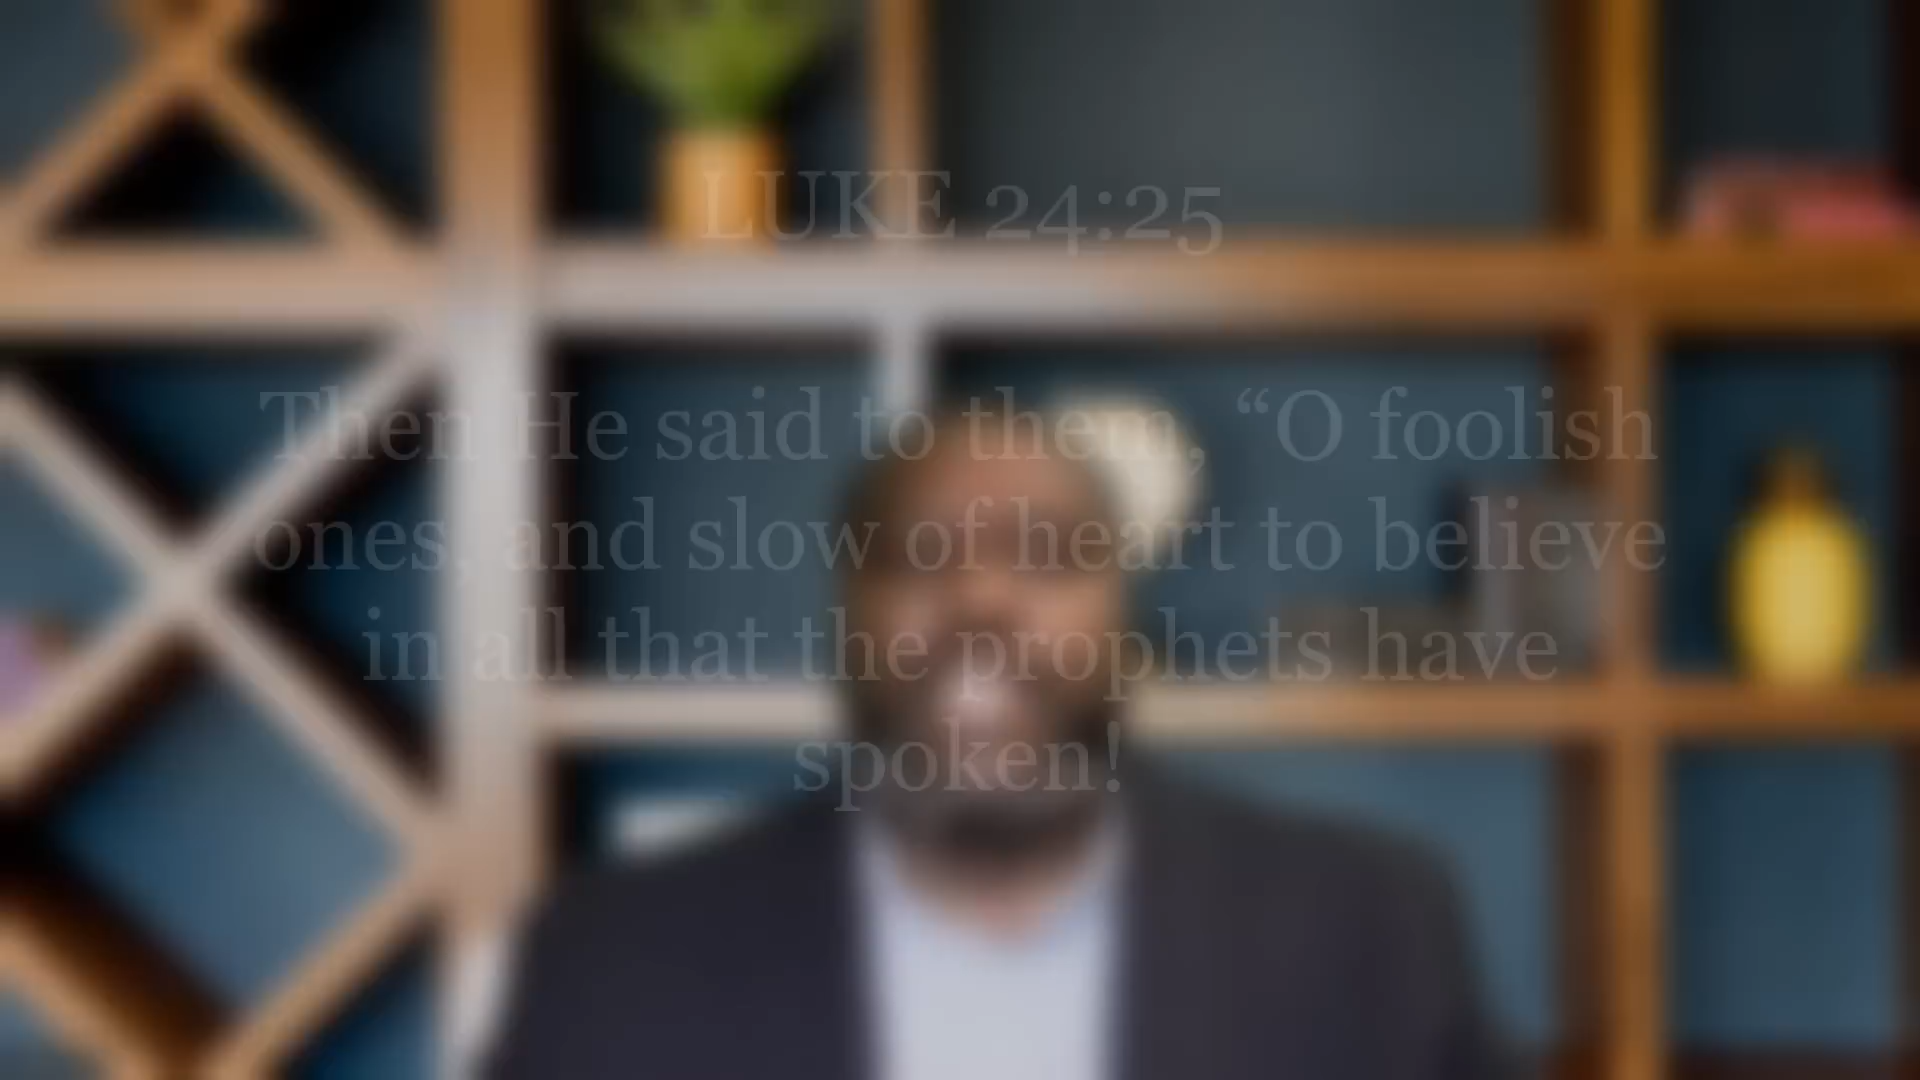 LUKE 24:25
Then He said to them, “O foolish
ones, and slow of heart to believe
in all that the prophets have
spoken!